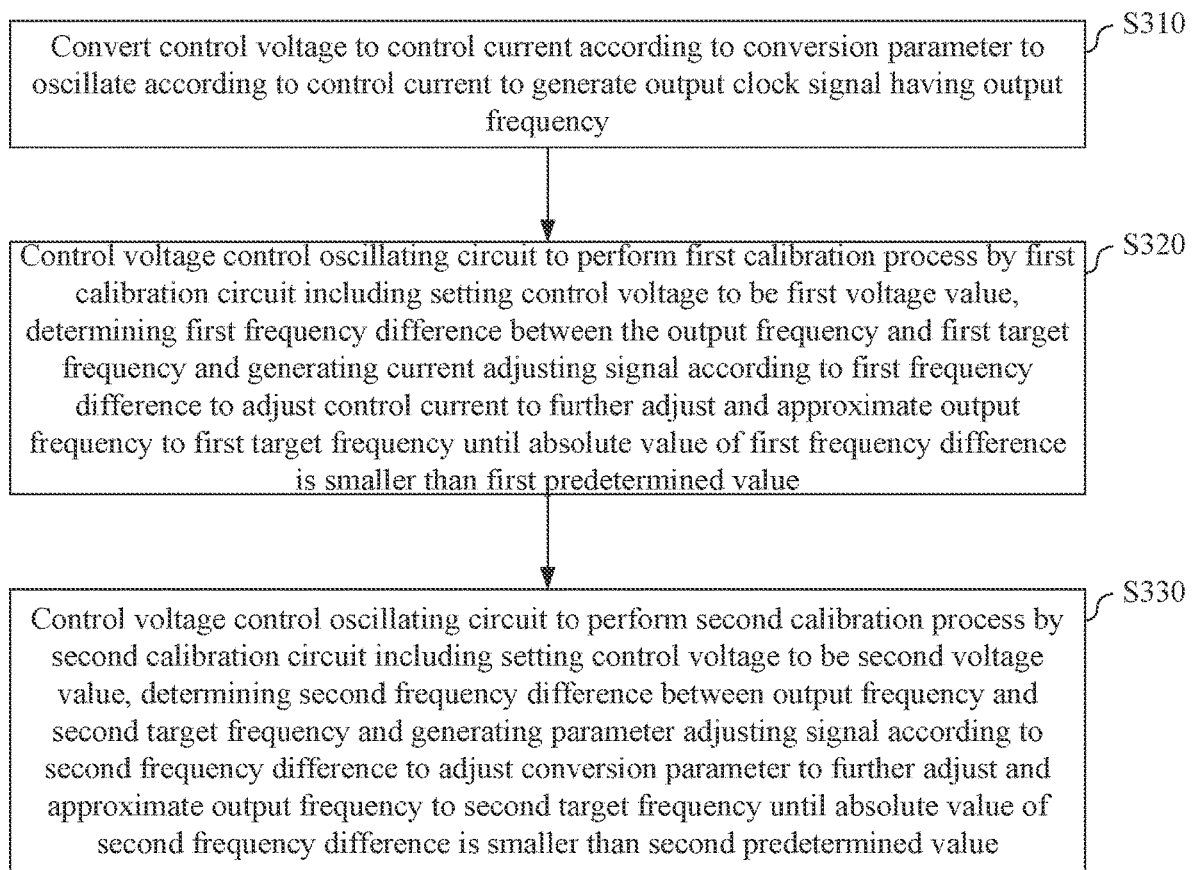 S310
Convert control voltage to control current according to conversion parameter to
oscillate according to control current to generate output clock signal having output
frequency
S320
Control voltage control oscillating circuit to perform first calibration process by first
calibration circuit including setting control voltage to be first voltage value,
determining first frequency difference between the output frequency and first target
frequency and generating current adjusting signal according to first frequency
difference to adjust control current to further adjust and approximate output
frequency to first target frequency until absolute value of first frequency difference
is smaller than first predetermined value
S330
Control voltage control oscillating circuit to perform second calibration process by
second calibration circuit including setting control voltage to be second voltage
value, determining second frequency difference between output frequency and
second target frequency and generating parameter adjusting signal according to
second frequency difference to adjust conversion parameter to further adjust and
approximate output frequency to second target frequency until absolute value of
second frequency difference is smaller than second predetermined value